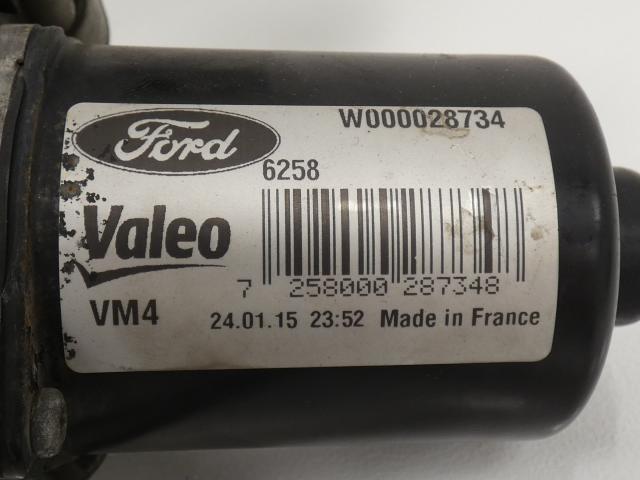 Ford
W000028734
6258
Valeo
7 258000 287348
VM4
24.01.15 23:52 Made in France